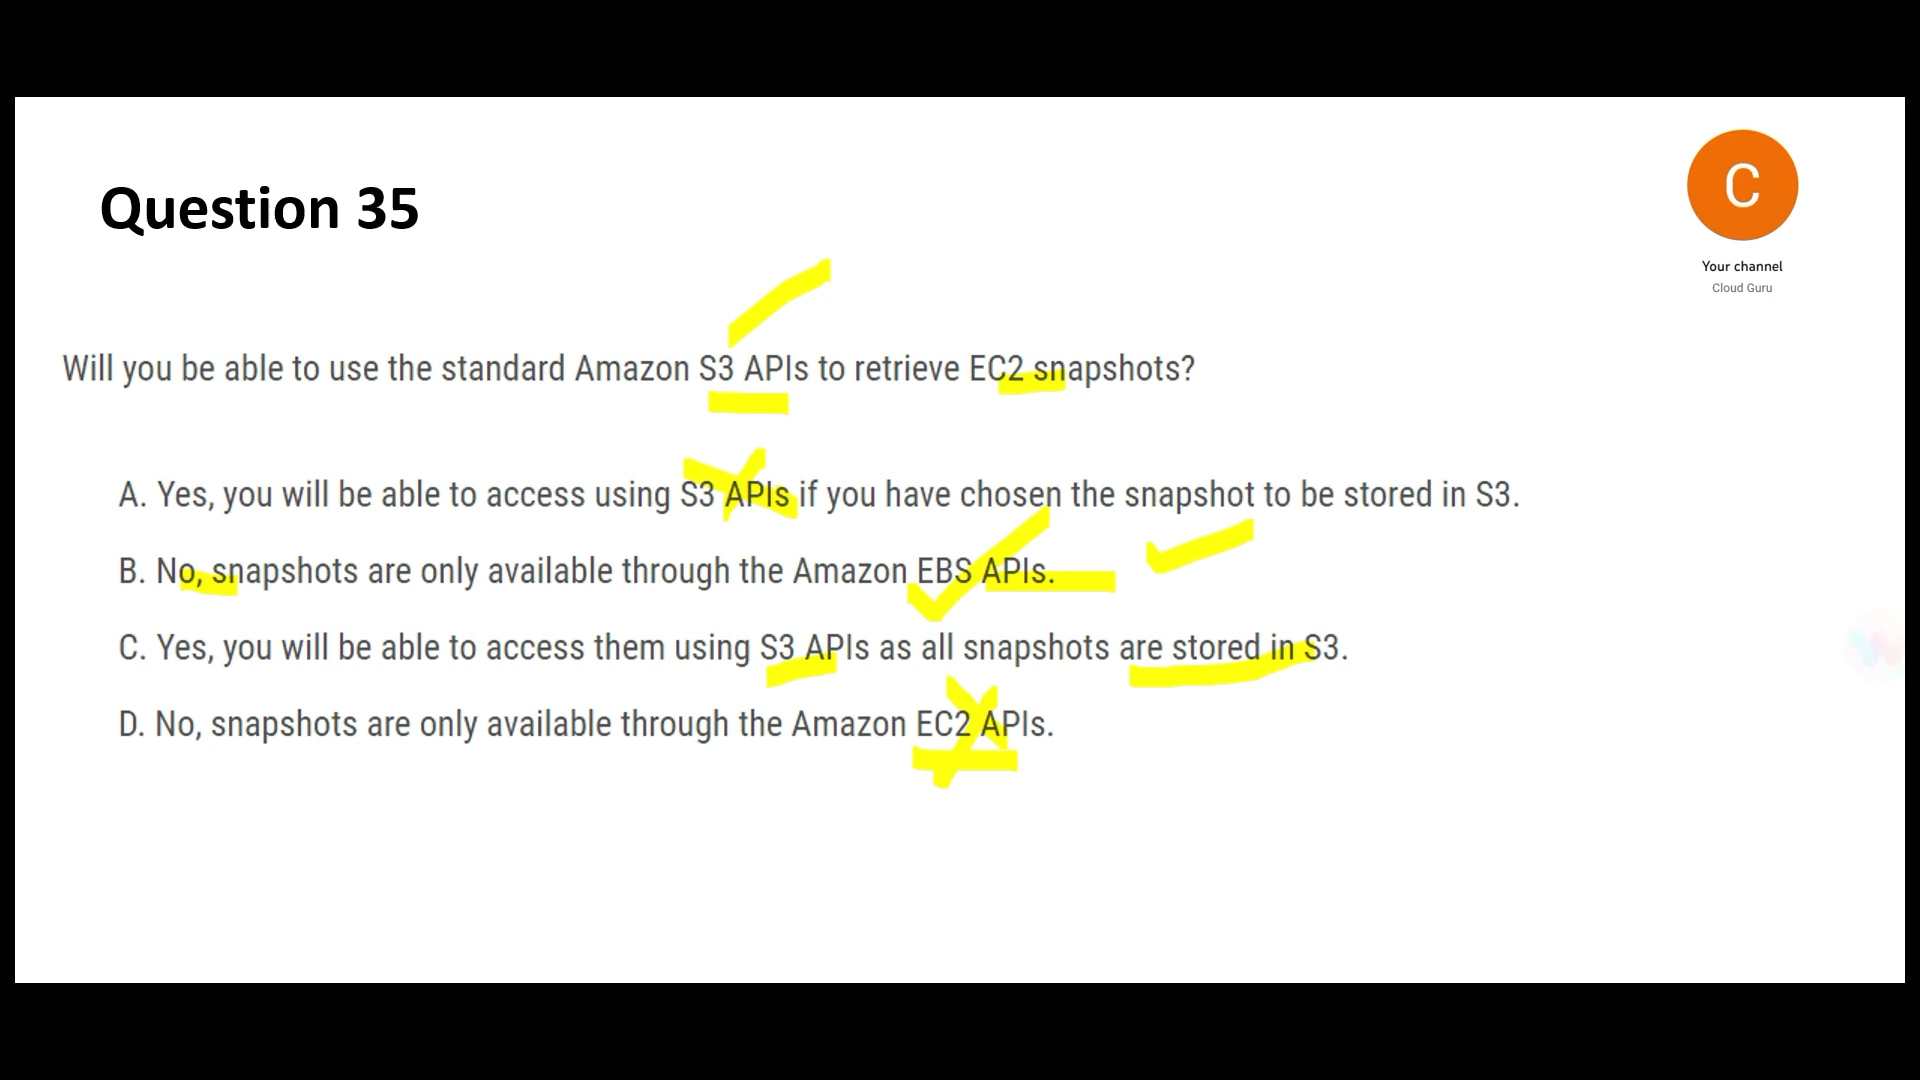 C
Your channel
Cloud Guru
Question 35
Will you be able to use the standard Amazon S3 APIs to retrieve EC2 snapshots?
A. Yes, you will be able to access using S3 APIs if you have chosen the snapshot to be stored in S3.
B. No, snapshots are only available through the Amazon EBS APIs.
C. Yes, you will be able to access them using S3 APIs as all snapshots are stored in S3.
D. No, snapshots are only available through the Amazon EC2 APIs.